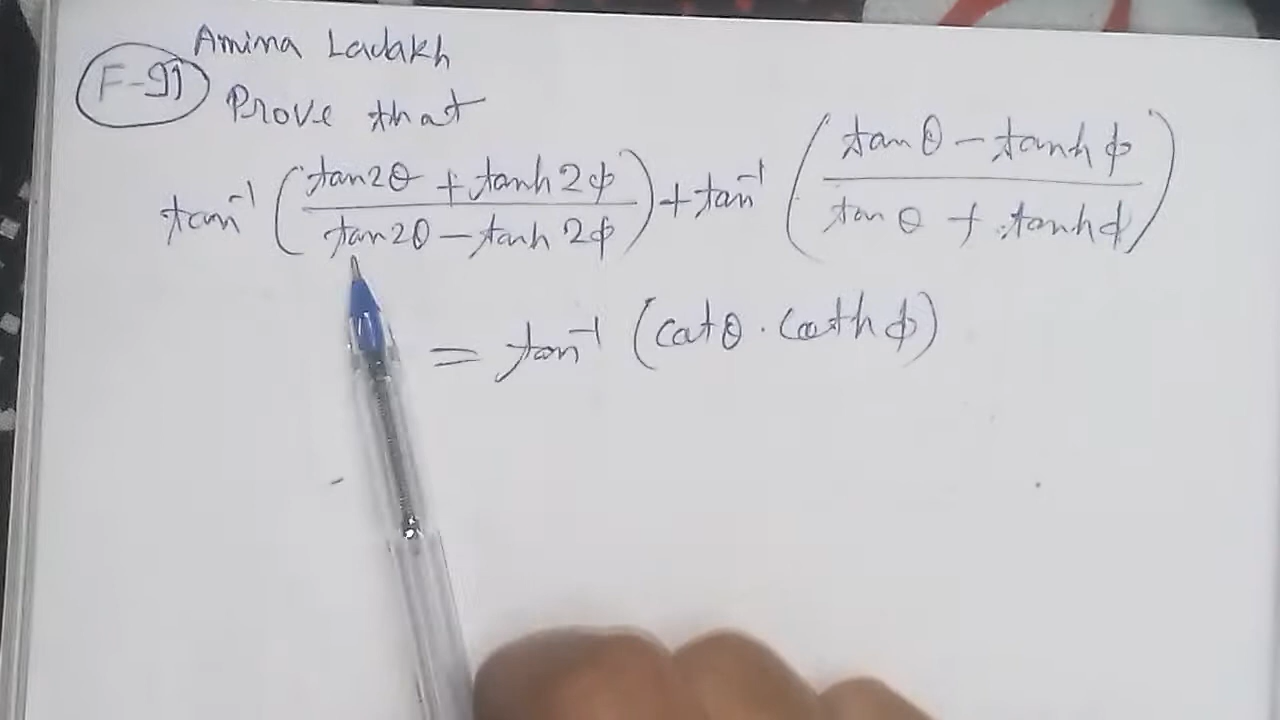 Amina Ladakh
F-91
Prove that
tan⁻¹ (tan2θ + tanh2φ / tan2θ - tanh2φ) + tan⁻¹ (tanθ - tanhφ / tanθ + tanhφ)
= tan⁻¹ (catθ · cothφ)